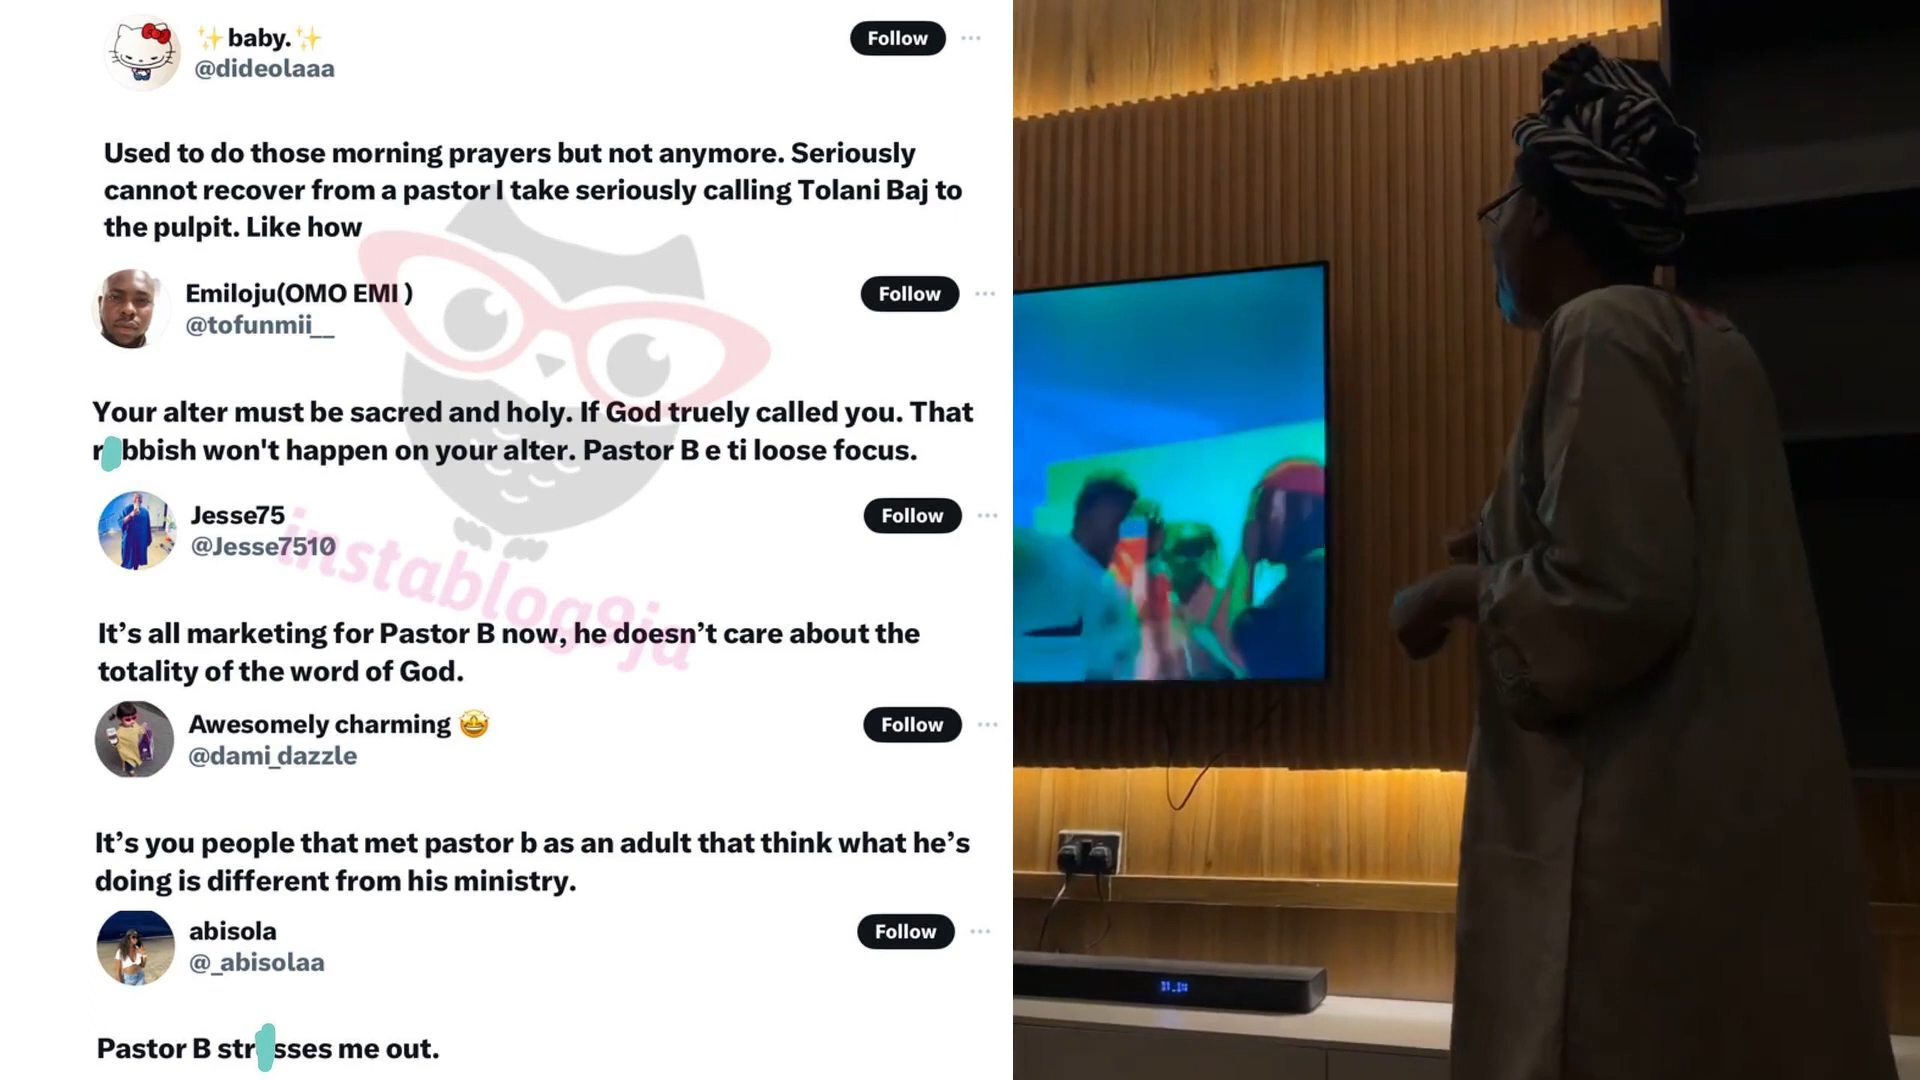 ✨baby.✨
Follow
@dideolaaa
Used to do those morning prayers but not anymore. Seriously
cannot recover from a pastor I take seriously calling Tolani Baj to
the pulpit. Like how
Emiloju(OMO EMI )
Follow
@tofunmii__
Your alter must be sacred and holy. If God truely called you. That
r bbish won't happen on your alter. Pastor B e ti loose focus.
Jesse75
Follow
@Jesse7510
instablog9ja
It’s all marketing for Pastor B now, he doesn’t care about the
totality of the word of God.
Awesomely charming 🤩
Follow
@dami_dazzle
It’s you people that met pastor b as an adult that think what he’s
doing is different from his ministry.
abisola
Follow
@_abisolaa
Pastor B str sses me out.